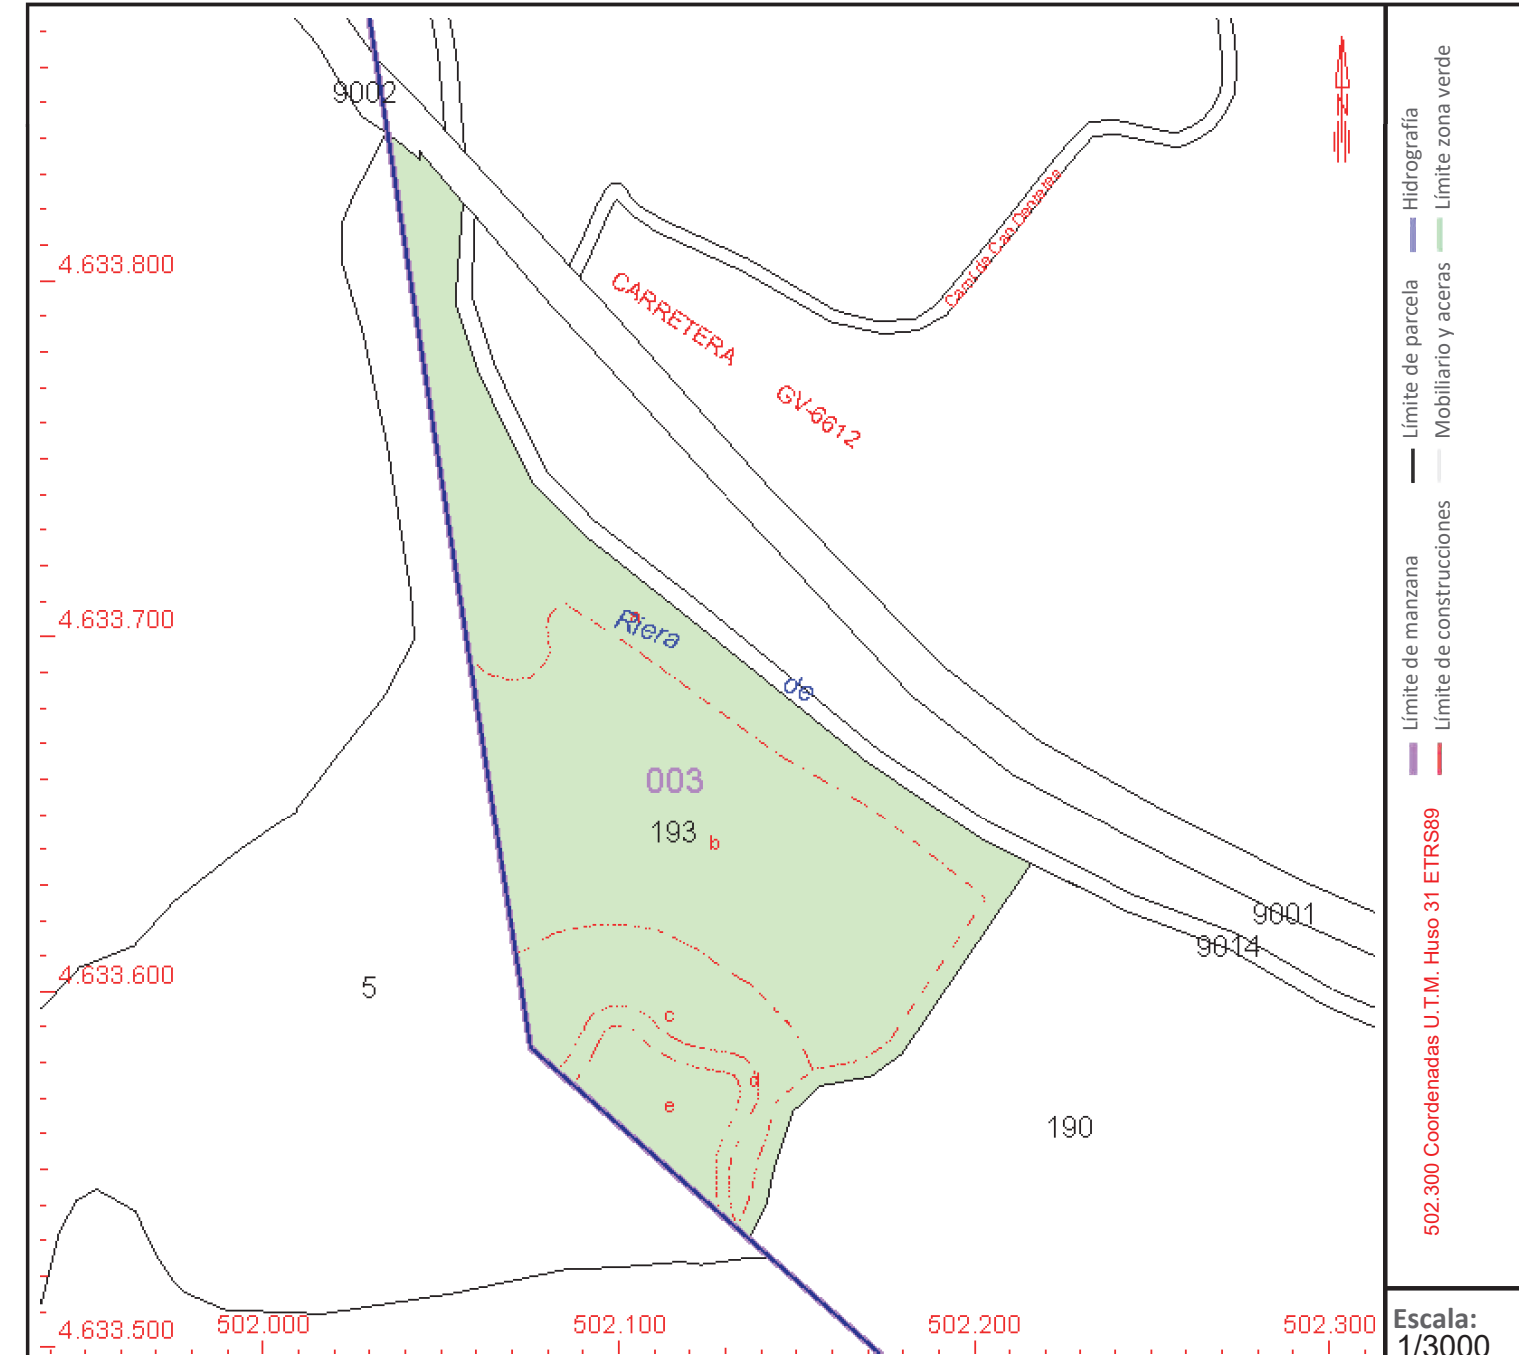 9002
N
Camí de Can Dentetes
4.633.800
CARRETERA
GV-6612
4.633.700
Riera
de
003
193
b
9001
9014
4.633.600
5
c
d
e
190
4.633.500
502.000
502.100
502.200
502.300
Hidrografía
Límite zona verde
Límite de parcela
Mobiliario y aceras
Límite de manzana
Límite de construcciones
502.300 Coordenadas U.T.M. Huso 31 ETRS89
Escala:
1/3000